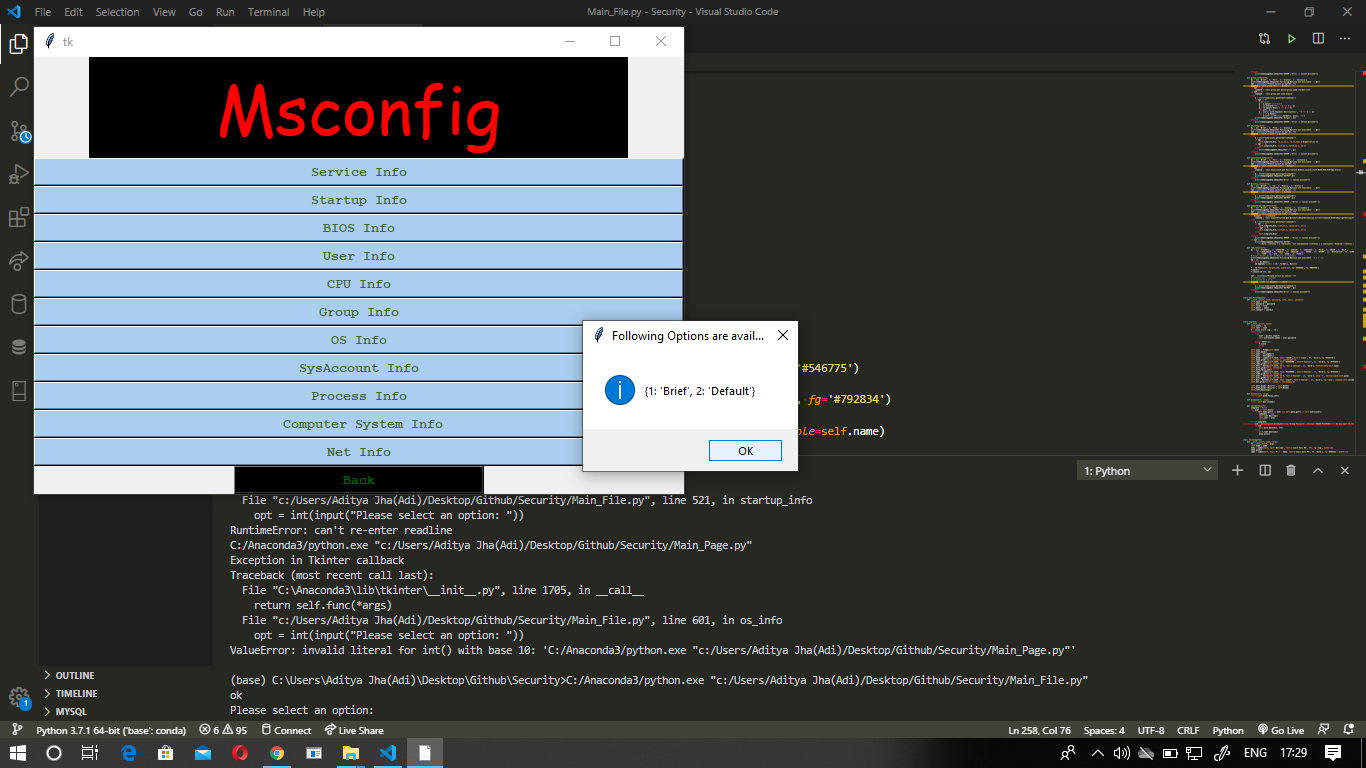 File Edit Selection View Go Run Terminal Help
Main_File.py - Security - Visual Studio Code
tk
Msconfig
Service Info
Startup Info
BIOS Info
User Info
CPU Info
Group Info
OS Info
SysAccount Info
Process Info
Computer System Info
Net Info
Back
Following Options are avail...
{1: 'Brief', 2: 'Default'}
OK
'#546775')
, fg='#792834')
ble=self.name)
1: Python
File "c:/Users/Aditya Jha(Adi)/Desktop/Github/Security/Main_File.py", line 521, in startup_info
opt = int(input("Please select an option: "))
RuntimeError: can't re-enter readline
C:/Anaconda3/python.exe "c:/Users/Aditya Jha(Adi)/Desktop/Github/Security/Main_Page.py"
Exception in Tkinter callback
Traceback (most recent call last):
File "C:\Anaconda3\lib\tkinter\__init__.py", line 1705, in __call__
return self.func(*args)
File "c:/Users/Aditya Jha(Adi)/Desktop/Github/Security/Main_File.py", line 601, in os_info
opt = int(input("Please select an option: "))
ValueError: invalid literal for int() with base 10: 'C:/Anaconda3/python.exe "c:/Users/Aditya Jha(Adi)/Desktop/Github/Security/Main_Page.py"'
(base) C:\Users\Aditya Jha(Adi)\Desktop\Github\Security>C:/Anaconda3/python.exe "c:/Users/Aditya Jha(Adi)/Desktop/Github/Security/Main_File.py"
ok
Please select an option:
OUTLINE
TIMELINE
MYSQL
1
Python 3.7.1 64-bit ('base': conda) 6 95 Connect Live Share Ln 258, Col 76 Spaces: 4 UTF-8 CRLF Python Go Live
ENG 17:29